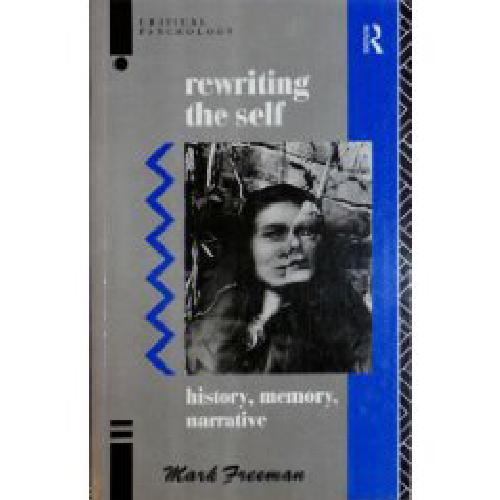 CRITICAL
PSYCHOLOGY
R
rewriting
the self
history, memory,
narrative
Mark Freeman